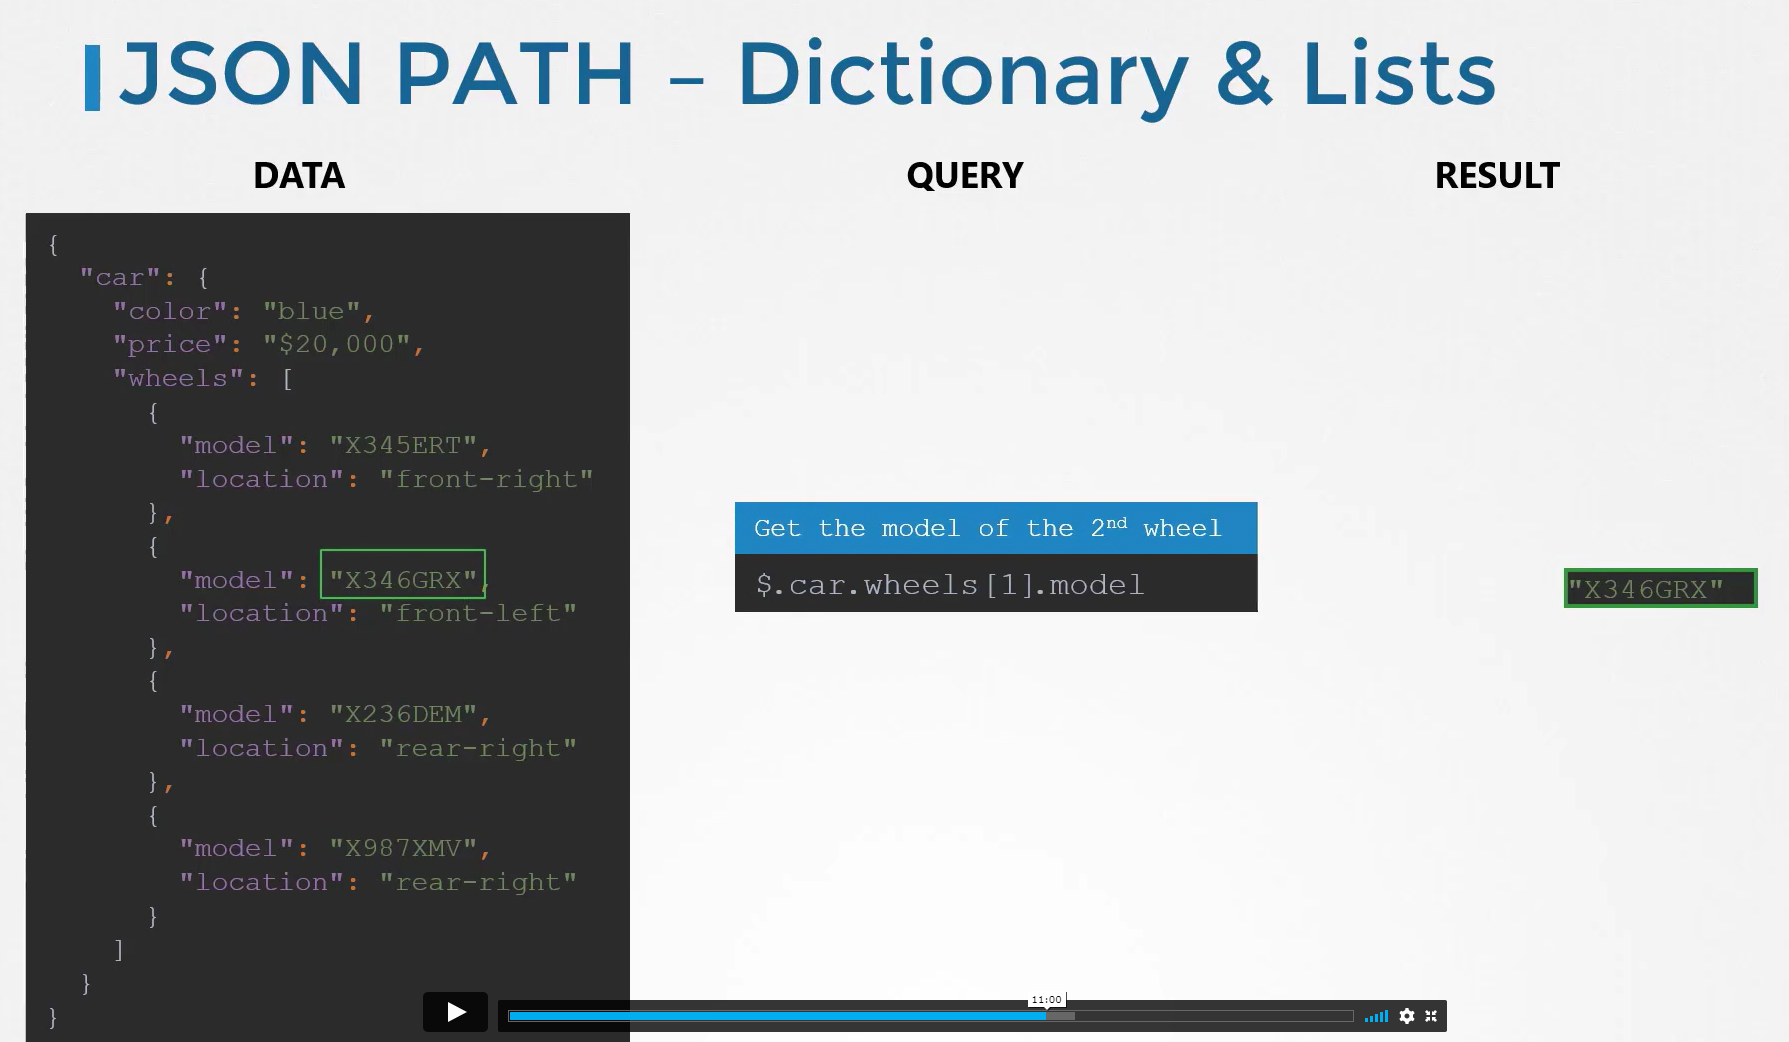 JSON PATH – Dictionary & Lists
DATA
QUERY
RESULT
{
"car": {
"color": "blue",
"price": "$20,000",
"wheels": [
{
"model": "X345ERT",
"location": "front-right"
},
{
"model": "X346GRX",
"location": "front-left"
},
{
"model": "X236DEM",
"location": "rear-right"
},
{
"model": "X987XMV",
"location": "rear-right"
}
]
}
}
Get the model of the 2nd wheel
$.car.wheels[1].model
"X346GRX"
11:00